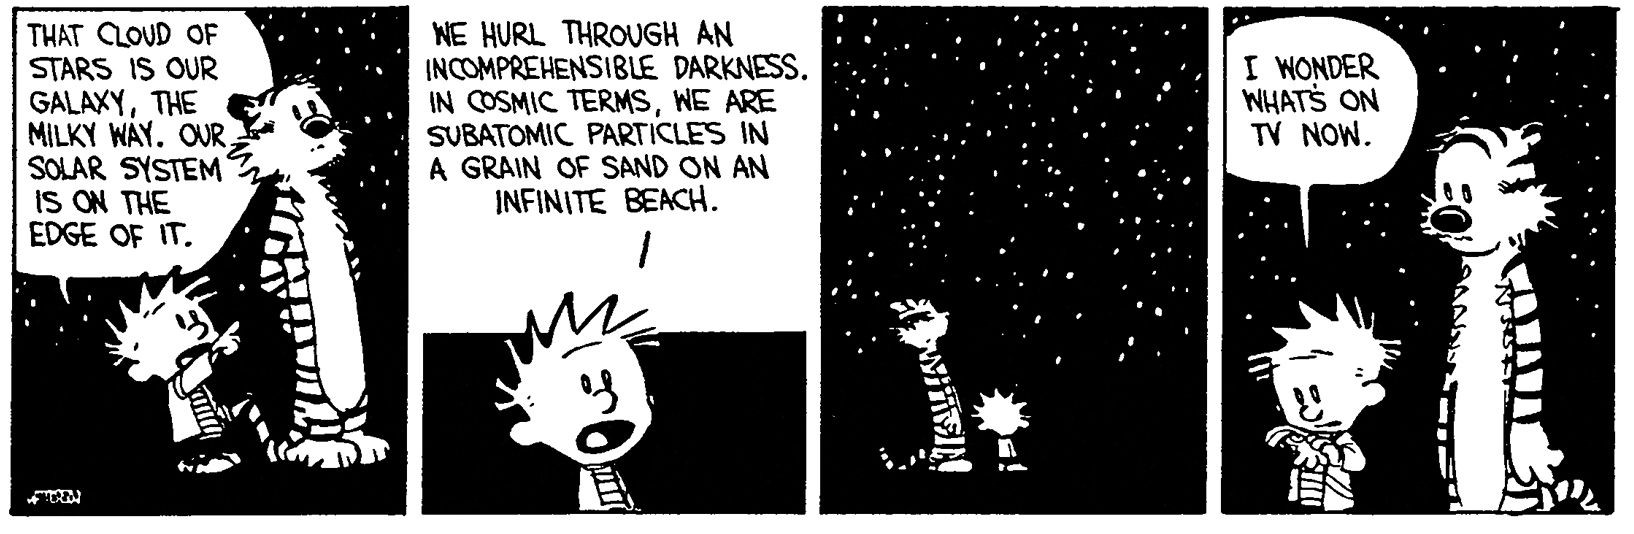 THAT CLOUD OF
STARS IS OUR
GALAXY, THE
MILKY WAY. OUR
SOLAR SYSTEM
IS ON THE
EDGE OF IT.
WE HURL THROUGH AN
INCOMPREHENSIBLE DARKNESS.
IN COSMIC TERMS, WE ARE
SUBATOMIC PARTICLES IN
A GRAIN OF SAND ON AN
INFINITE BEACH.
I WONDER
WHAT'S ON
TV NOW.